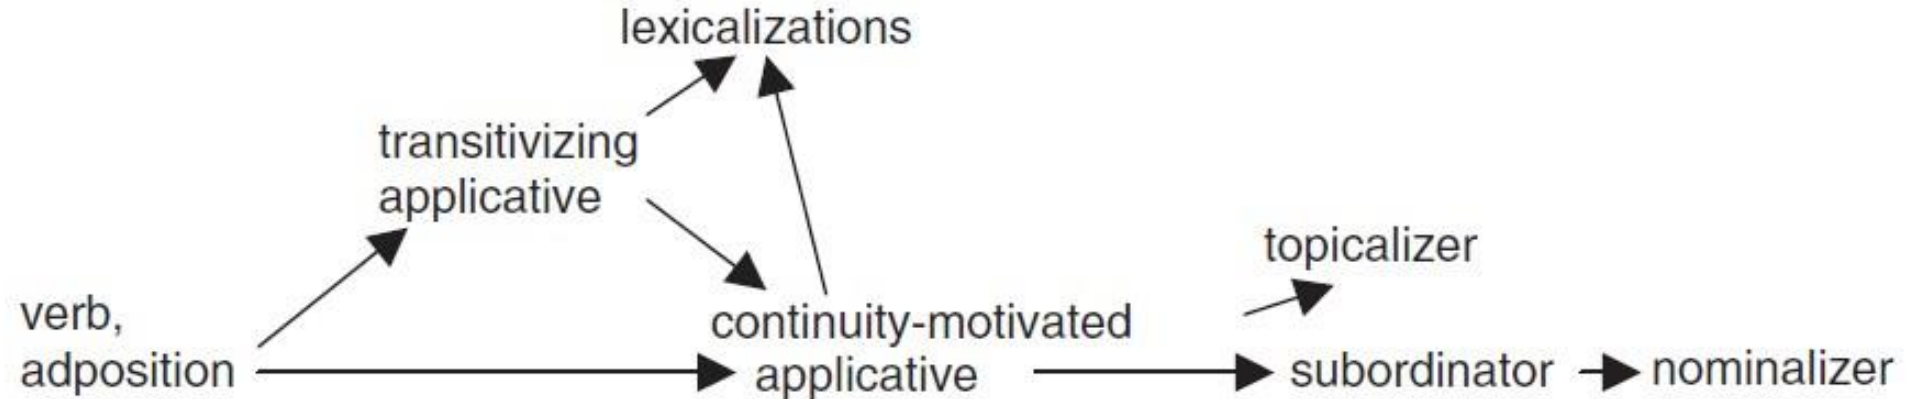 lexicalizations
transitivizing
applicative
topicalizer
verb,
adposition
continuity-motivated
applicative
subordinator
nominalizer